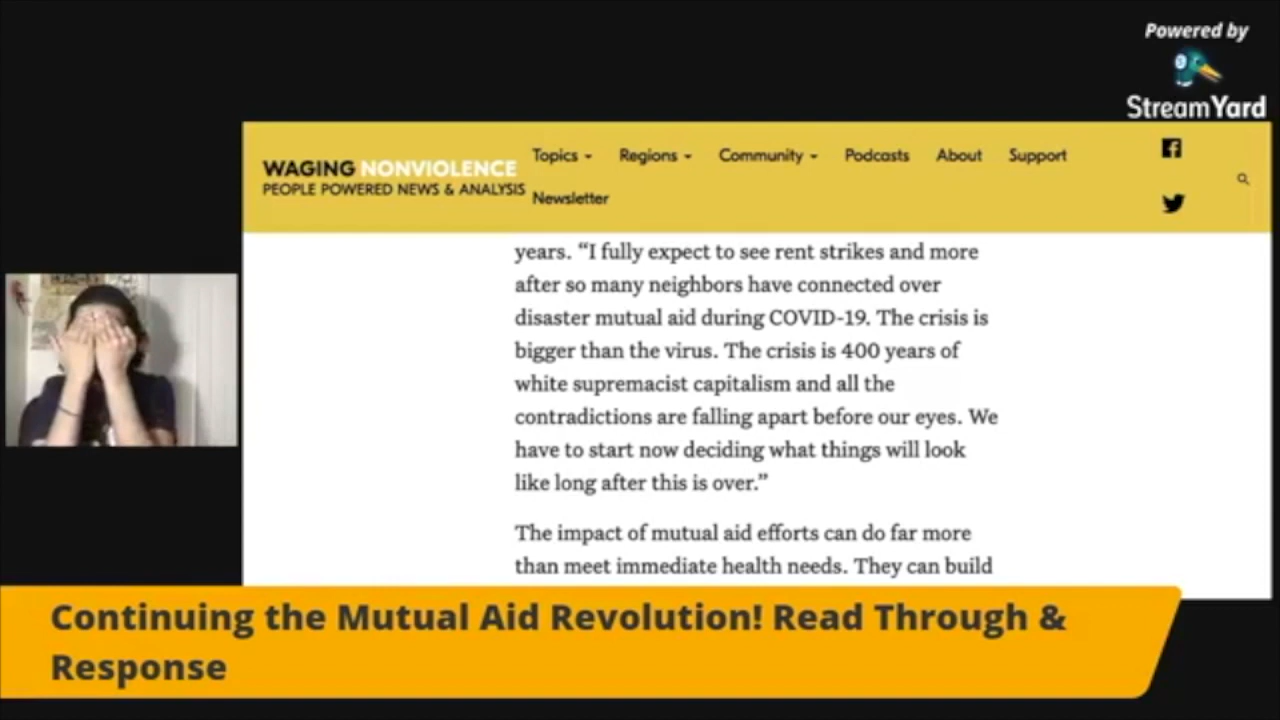 Powered by
StreamYard
WAGING NONVIOLENCE
PEOPLE POWERED NEWS & ANALYSIS
Topics
Regions
Community
Podcasts
About
Support
Newsletter
years. “I fully expect to see rent strikes and more
after so many neighbors have connected over
disaster mutual aid during COVID-19. The crisis is
bigger than the virus. The crisis is 400 years of
white supremacist capitalism and all the
contradictions are falling apart before our eyes. We
have to start now deciding what things will look
like long after this is over.”
The impact of mutual aid efforts can do far more
than meet immediate health needs. They can build
Continuing the Mutual Aid Revolution! Read Through &
Response